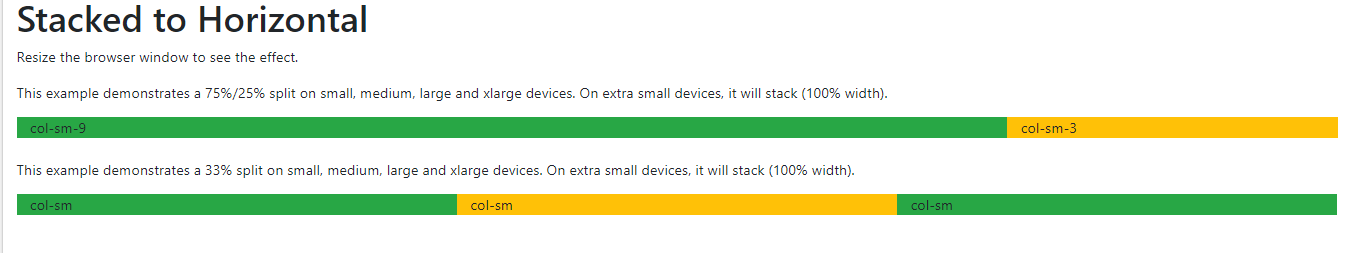 Stacked to Horizontal
Resize the browser window to see the effect.
This example demonstrates a 75%/25% split on small, medium, large and xlarge devices. On extra small devices, it will stack (100% width).
col-sm-9 col-sm-3
This example demonstrates a 33% split on small, medium, large and xlarge devices. On extra small devices, it will stack (100% width).
col-sm col-sm col-sm